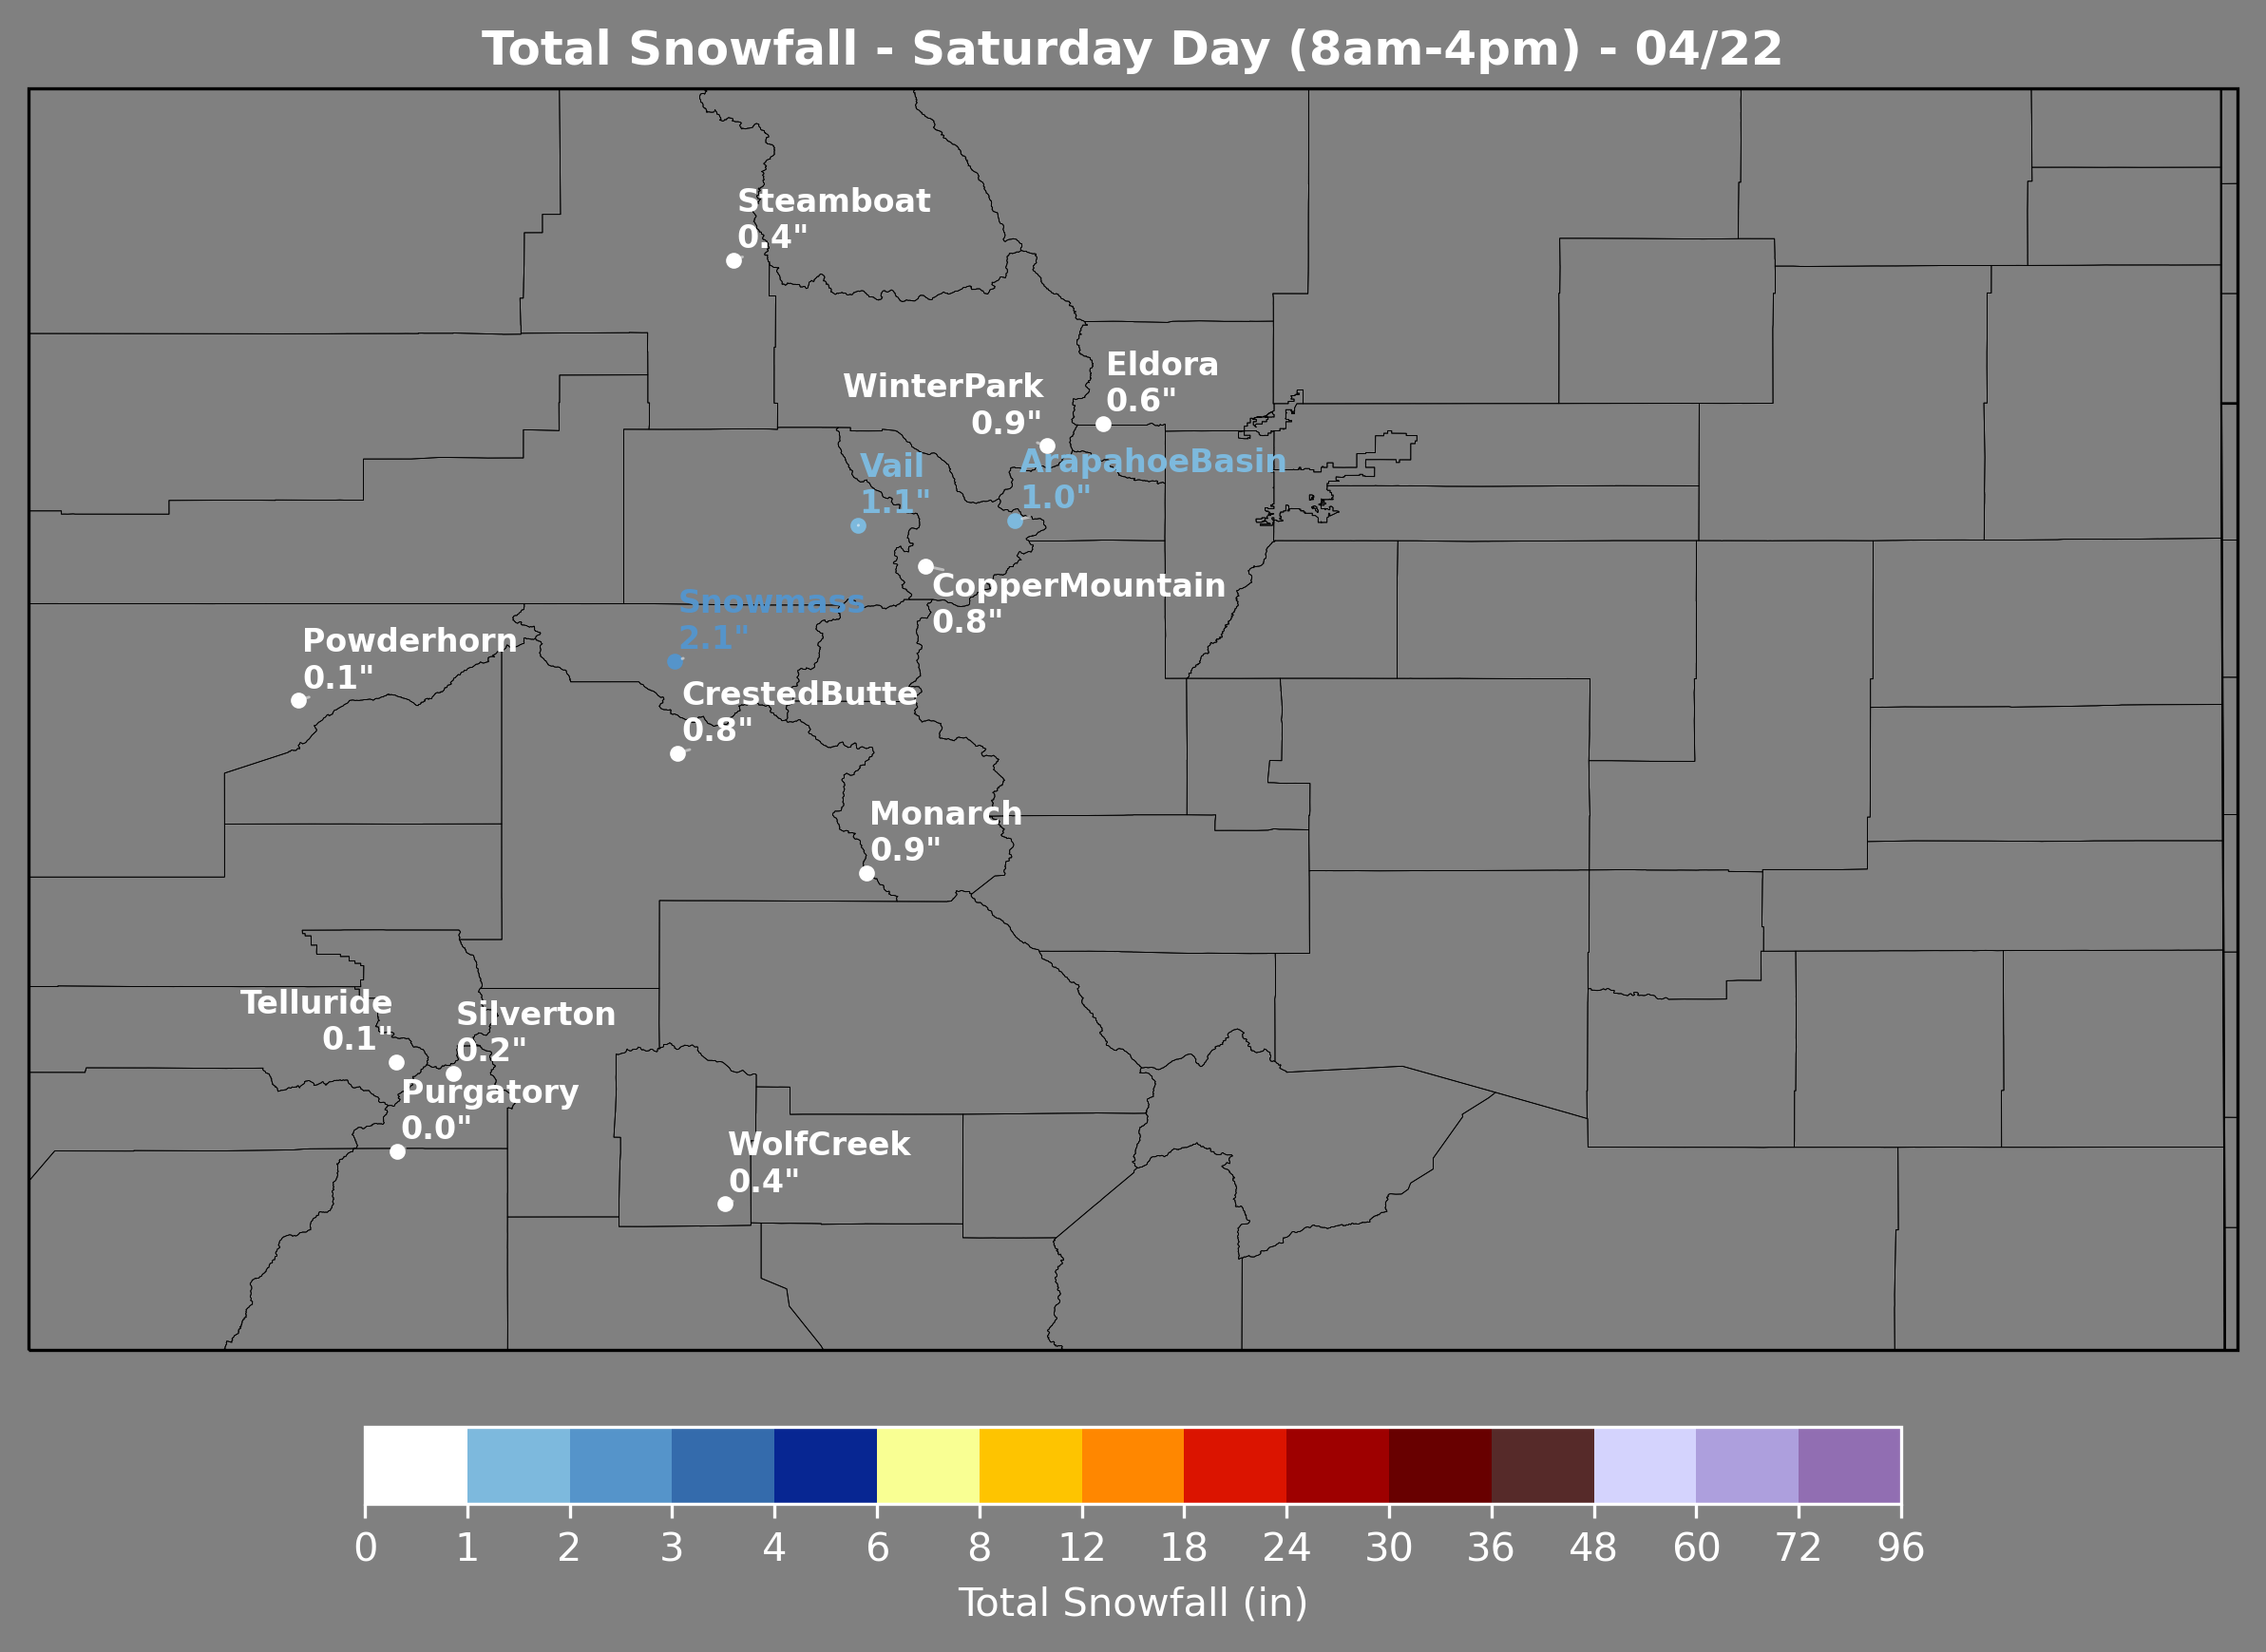 Total Snowfall - Saturday Day (8am-4pm) - 04/22
Steamboat
0.4"
Eldora
0.6"
WinterPark
0.9"
ArapahoeBasin
1.0"
Vail
1.1"
CopperMountain
0.8"
Snowmass
2.1"
Powderhorn
0.1"
CrestedButte
0.8"
Monarch
0.9"
Telluride
0.1"
Silverton
0.2"
Purgatory
0.0"
WolfCreek
0.4"
0 1 2 3 4 6 8 12 18 24 30 36 48 60 72 96
Total Snowfall (in)